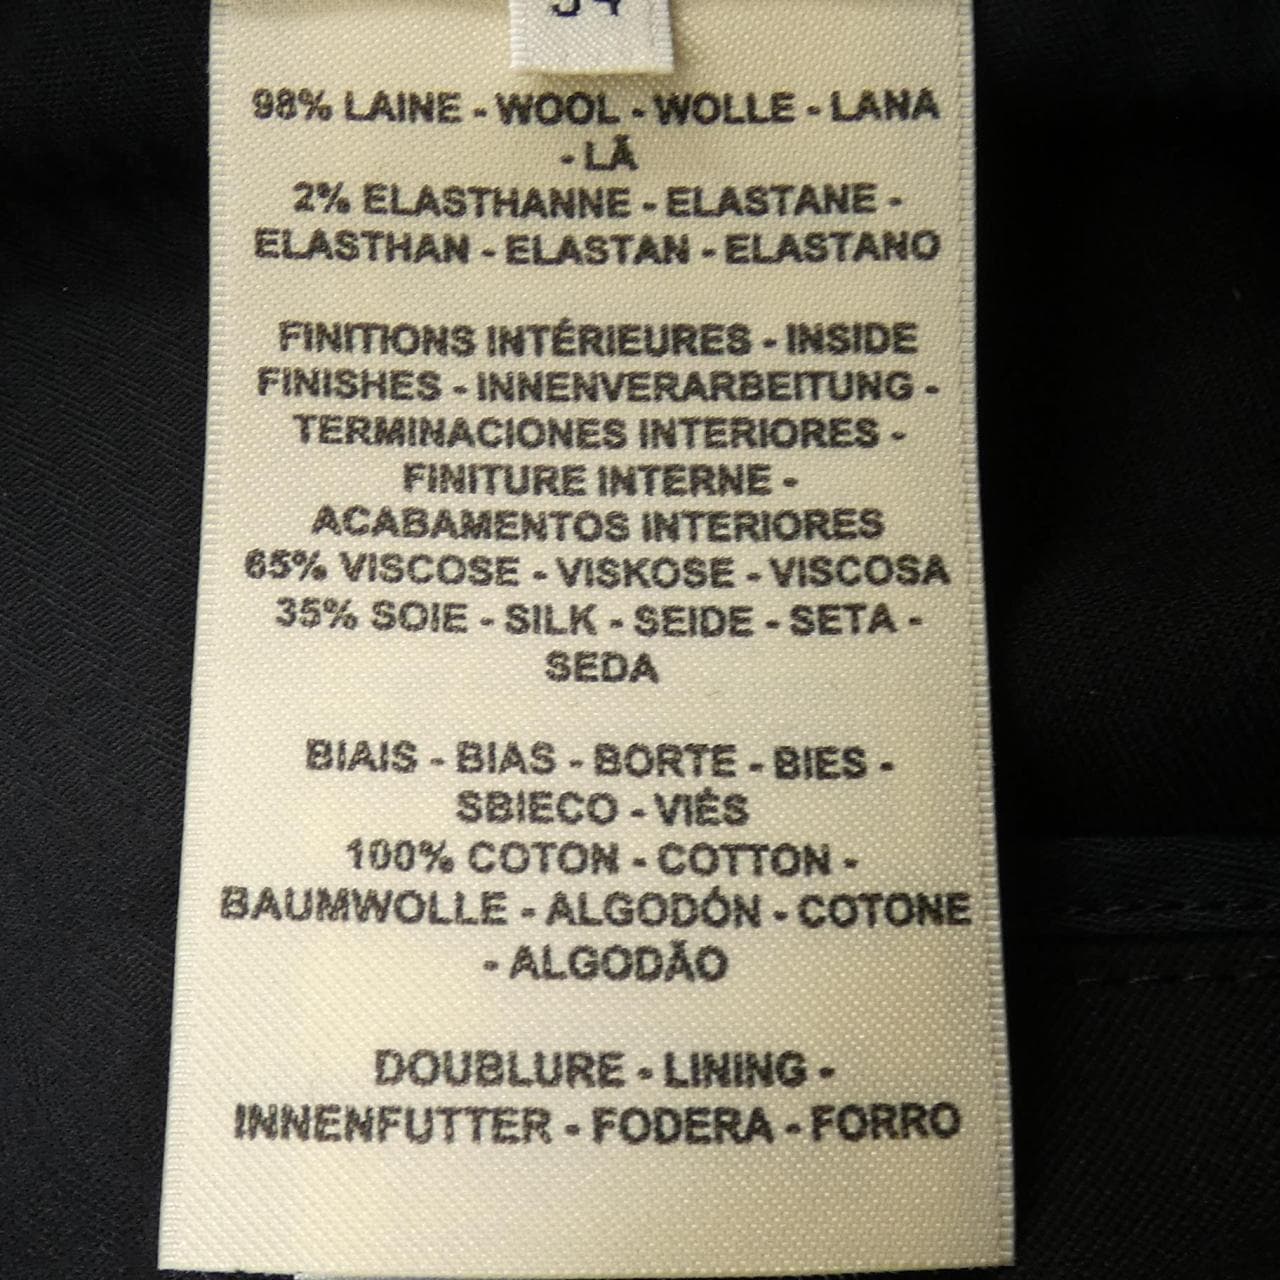 34
98% LAINE - WOOL - WOLLE - LANA
- LÃ
2% ELASTHANNE - ELASTANE -
ELASTHAN - ELASTAN - ELASTANO
FINITIONS INTÉRIEURES - INSIDE
FINISHES - INNENVERARBEITUNG -
TERMINACIONES INTERIORES -
FINITURE INTERNE -
ACABAMENTOS INTERIORES
65% VISCOSE - VISKOSE - VISCOSA
35% SOIE - SILK - SEIDE - SETA -
SEDA
BIAIS - BIAS - BORTE - BIES -
SBIECO - VIÉS
100% COTON - COTTON -
BAUMWOLLE - ALGODÓN - COTONE
- ALGODÃO
DOUBLURE - LINING -
INNENFUTTER - FODERA - FORRO